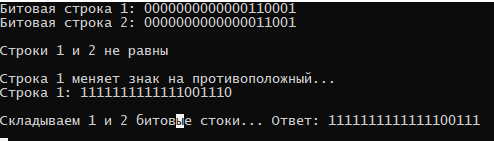 Битовая строка 1: 0000000000000110001
Битовая строка 2: 0000000000000011001
Строки 1 и 2 не равны
Строка 1 меняет знак на противоположный...
Строка 1: 1111111111111001110
Складываем 1 и 2 битовые стоки... Ответ: 1111111111111100111